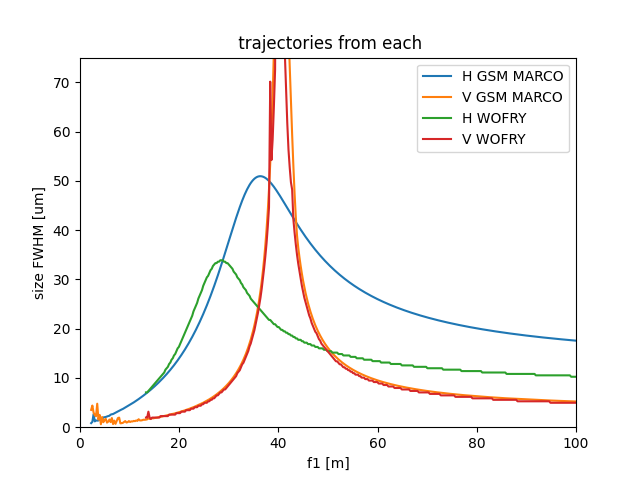 trajectories from each
70
60
50
40
30
20
10
0
size FWHM [um]
0 20 40 60 80 100
f1 [m]
H GSM MARCO
V GSM MARCO
H WOFRY
V WOFRY